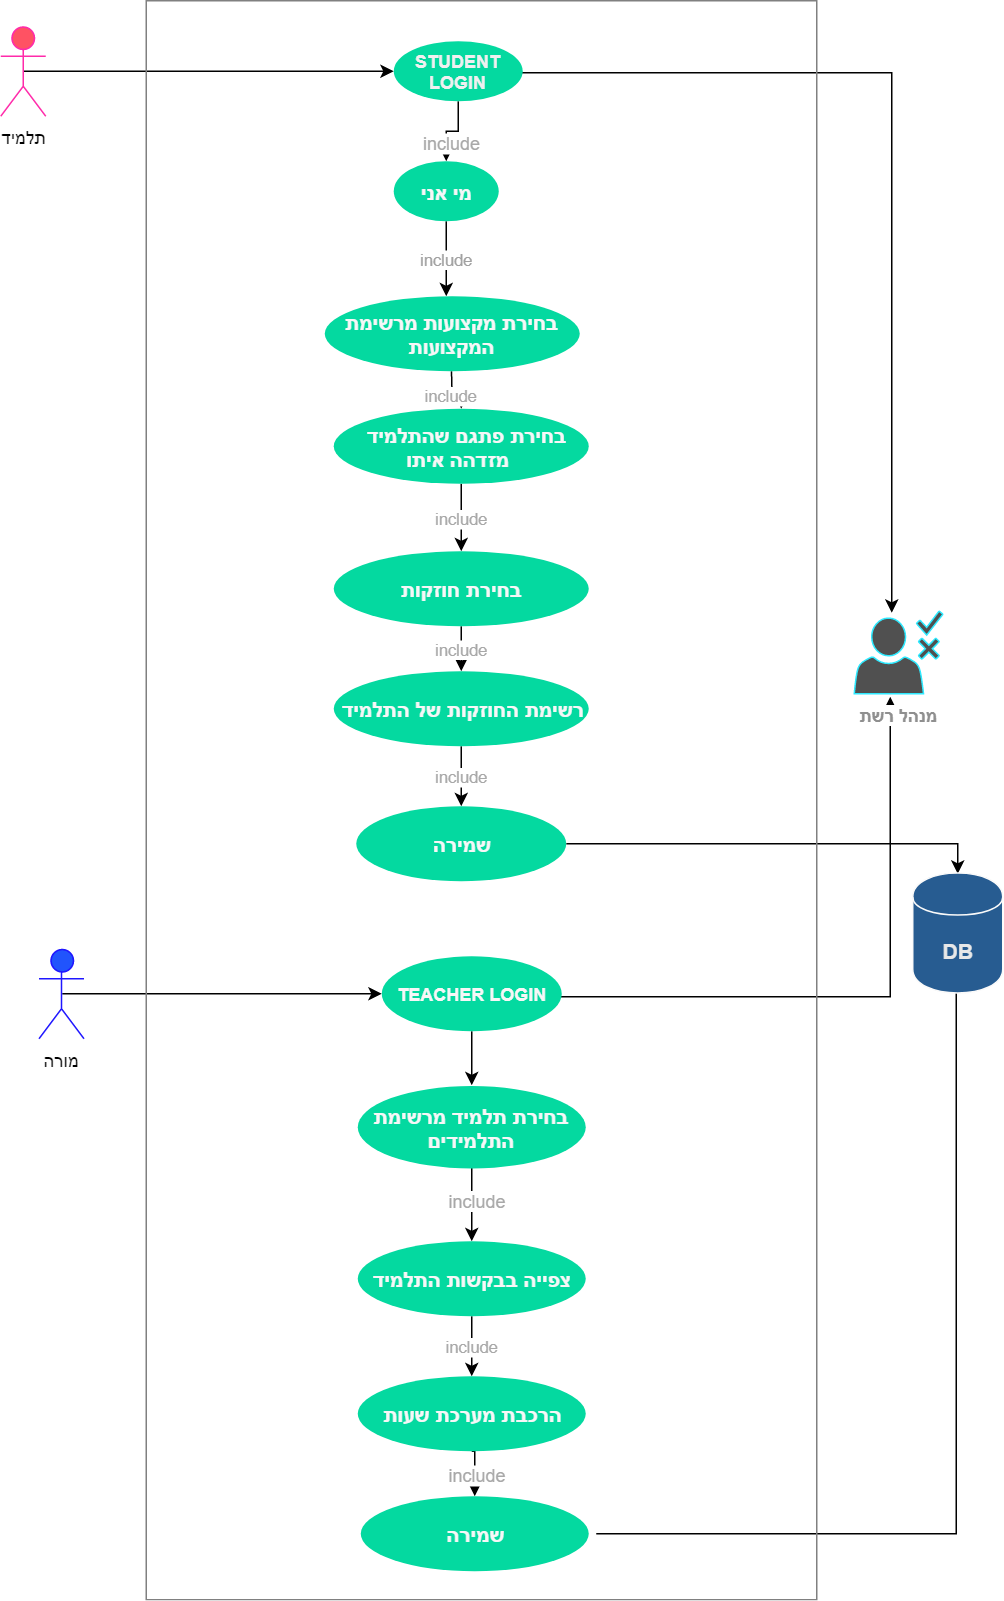 תלמיד
STUDENT
LOGIN
include
מי אני
include
בחירת מקצועות מרשימת
המקצועות
include
בחירת פתגם שהתלמיד
מזדהה איתו
include
בחירת חוזקות
include
רשימת החוזקות של התלמיד
מנהל רשת
include
שמירה
DB
מורה
TEACHER LOGIN
בחירת תלמיד מרשימת
התלמידים
include
צפייה בבקשות התלמיד
include
הרכבת מערכת שעות
include
שמירה